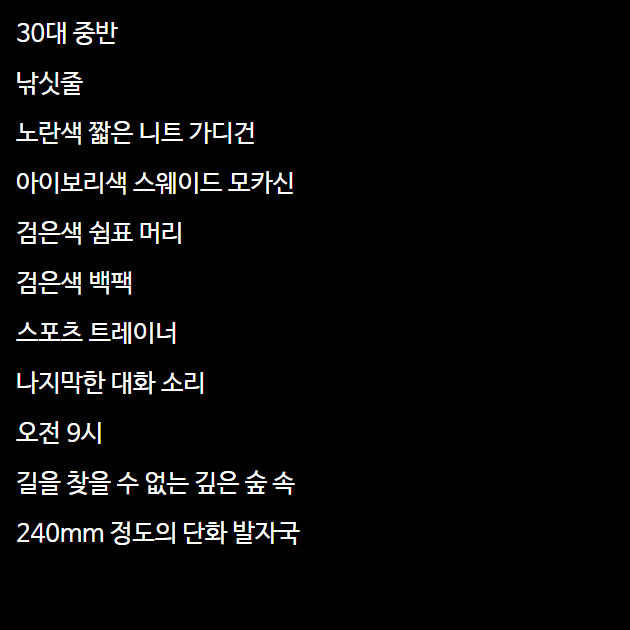 30대 중반
낚싯줄
노란색 짧은 니트 가디건
아이보리색 스웨이드 모카신
검은색 쉼표 머리
검은색 백팩
스포츠 트레이너
나지막한 대화 소리
오전 9시
길을 찾을 수 없는 깊은 숲 속
240mm 정도의 단화 발자국